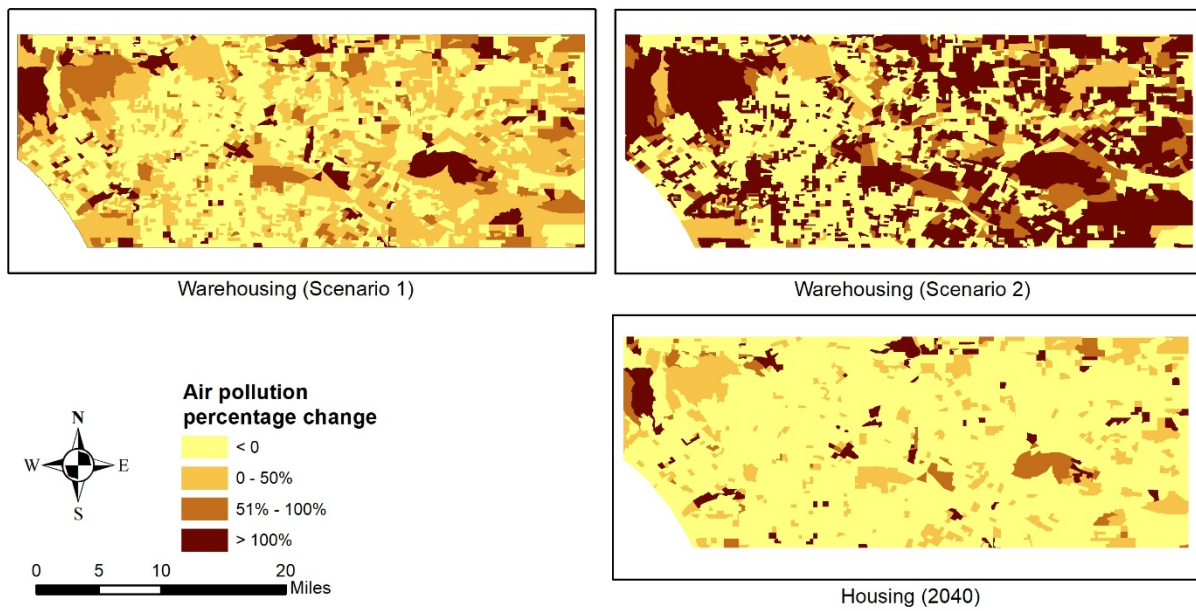 Warehousing (Scenario 1)
Warehousing (Scenario 2)
Air pollution
percentage change
< 0
0 - 50%
51% - 100%
> 100%
N
W E
S
0 5 10 20
Miles
Housing (2040)